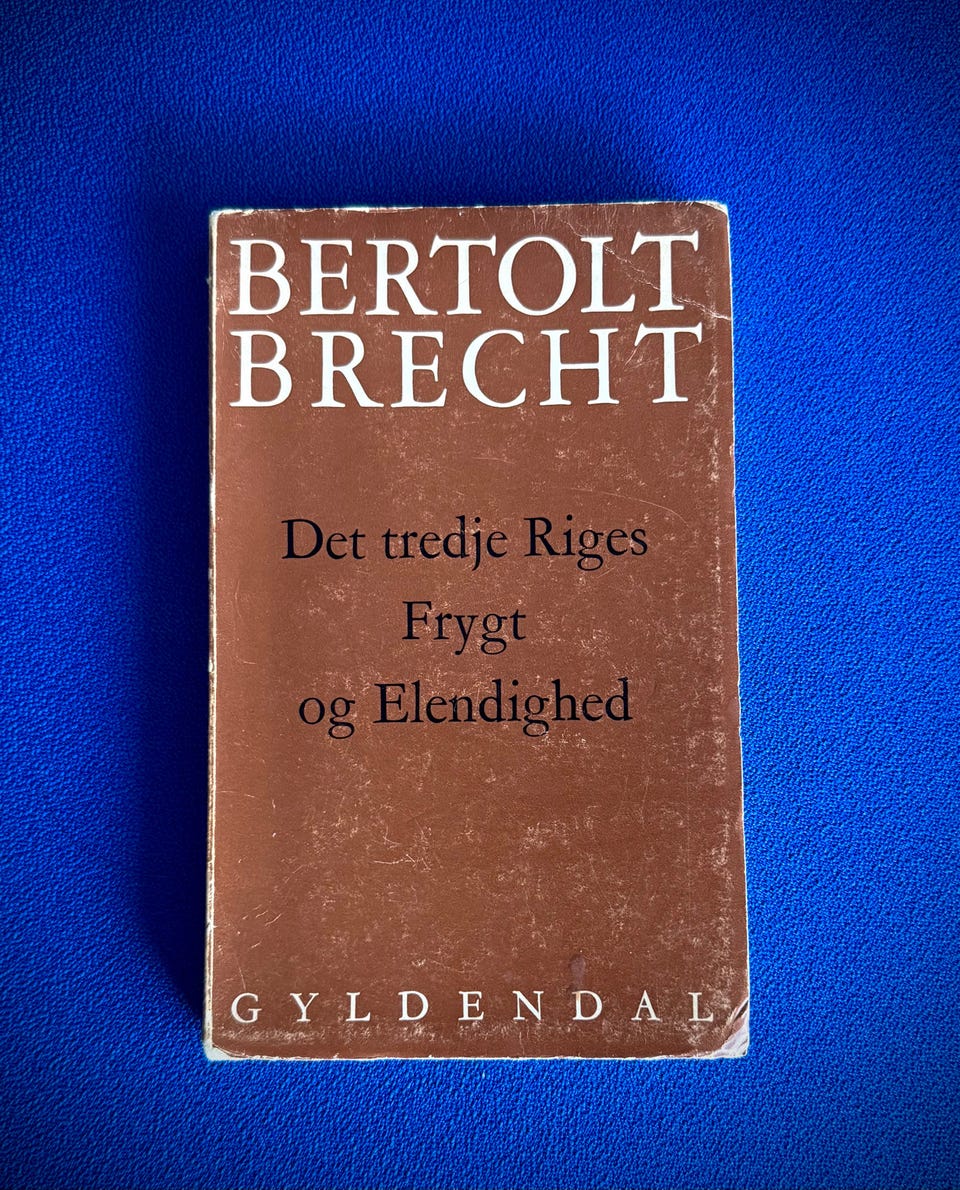 BERTOLT
BRECHT
Det tredje Riges
Frygt
og Elendighed
GYLDENDAL